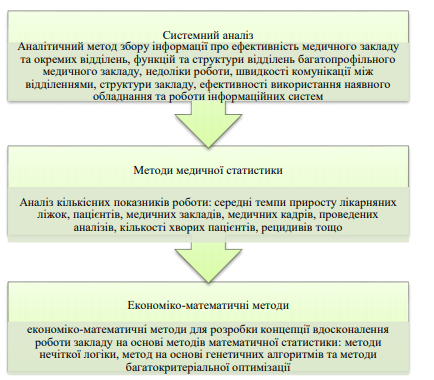 Системний аналіз
Аналітичний метод збору інформації про ефективність медичного закладу
та окремих відділень, функцій та структури відділень багатопрофільного
медичного закладу, недоліки роботи, швидкості комунікації між
відділеннями, структури закладу, ефективності використання наявного
обладнання та роботи інформаційних систем
Методи медичної статистики
Аналіз кількісних показників роботи: середні темпи приросту лікарняних
ліжок, пацієнтів, медичних закладів, медичних кадрів, проведених
аналізів, кількості хворих пацієнтів, рецидивів тощо
Економіко-математичні методи
економіко-математичні методи для розробки концепції вдосконалення
роботи закладу на основі методів математичної статистики: методи
нечіткої логіки, метод на основі генетичних алгоритмів та методи
багатокритеріальної оптимізації